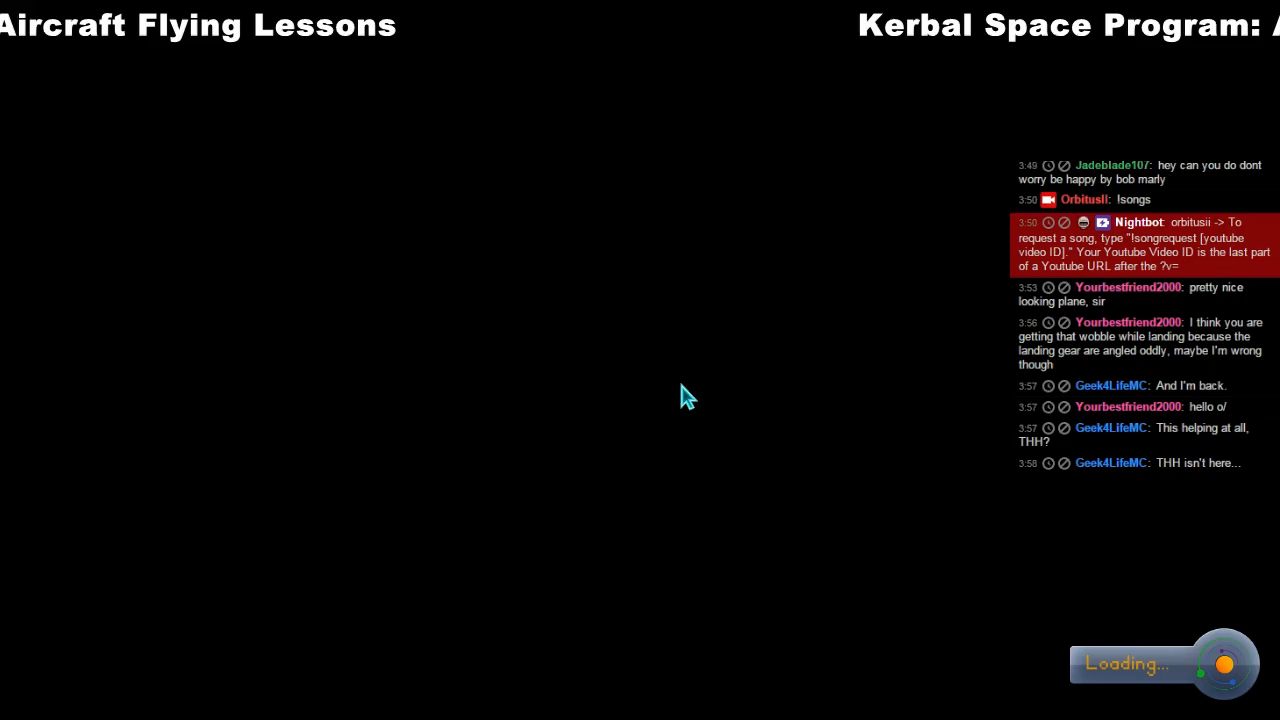 Aircraft Flying Lessons
Kerbal Space Program:
3:49 Jadeblade107: hey can you do dont
worry be happy by bob marly
3:50 OrbitusII: !songs
3:50 Nightbot: orbitusii -> To
request a song, type "!songrequest [youtube
video ID]." Your Youtube Video ID is the last part
of a Youtube URL after the ?v=
3:53 Yourbestfriend2000: pretty nice
looking plane, sir
3:56 Yourbestfriend2000: I think you are
getting that wobble while landing because the
landing gear are angled oddly, maybe I'm wrong
though
3:57 Geek4LifeMC: And I'm back.
3:57 Yourbestfriend2000: hello o/
3:57 Geek4LifeMC: This helping at all,
THH?
3:58 Geek4LifeMC: THH isn't here...
Loading...